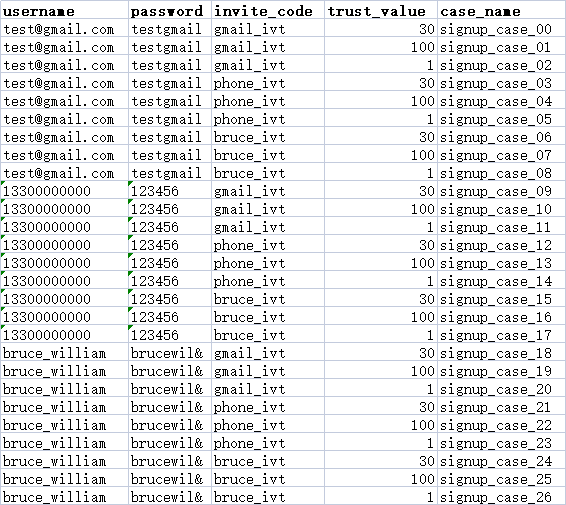 username password invite_code trust_value case_name
test@gmail.com testgmail gmail_ivt 30 signup_case_00
test@gmail.com testgmail gmail_ivt 100 signup_case_01
test@gmail.com testgmail gmail_ivt 1 signup_case_02
test@gmail.com testgmail phone_ivt 30 signup_case_03
test@gmail.com testgmail phone_ivt 100 signup_case_04
test@gmail.com testgmail phone_ivt 1 signup_case_05
test@gmail.com testgmail bruce_ivt 30 signup_case_06
test@gmail.com testgmail bruce_ivt 100 signup_case_07
test@gmail.com testgmail bruce_ivt 1 signup_case_08
13300000000 123456 gmail_ivt 30 signup_case_09
13300000000 123456 gmail_ivt 100 signup_case_10
13300000000 123456 gmail_ivt 1 signup_case_11
13300000000 123456 phone_ivt 30 signup_case_12
13300000000 123456 phone_ivt 100 signup_case_13
13300000000 123456 phone_ivt 1 signup_case_14
13300000000 123456 bruce_ivt 30 signup_case_15
13300000000 123456 bruce_ivt 100 signup_case_16
13300000000 123456 bruce_ivt 1 signup_case_17
bruce_william brucewil& gmail_ivt 30 signup_case_18
bruce_william brucewil& gmail_ivt 100 signup_case_19
bruce_william brucewil& gmail_ivt 1 signup_case_20
bruce_william brucewil& phone_ivt 30 signup_case_21
bruce_william brucewil& phone_ivt 100 signup_case_22
bruce_william brucewil& phone_ivt 1 signup_case_23
bruce_william brucewil& bruce_ivt 30 signup_case_24
bruce_william brucewil& bruce_ivt 100 signup_case_25
bruce_william brucewil& bruce_ivt 1 signup_case_26